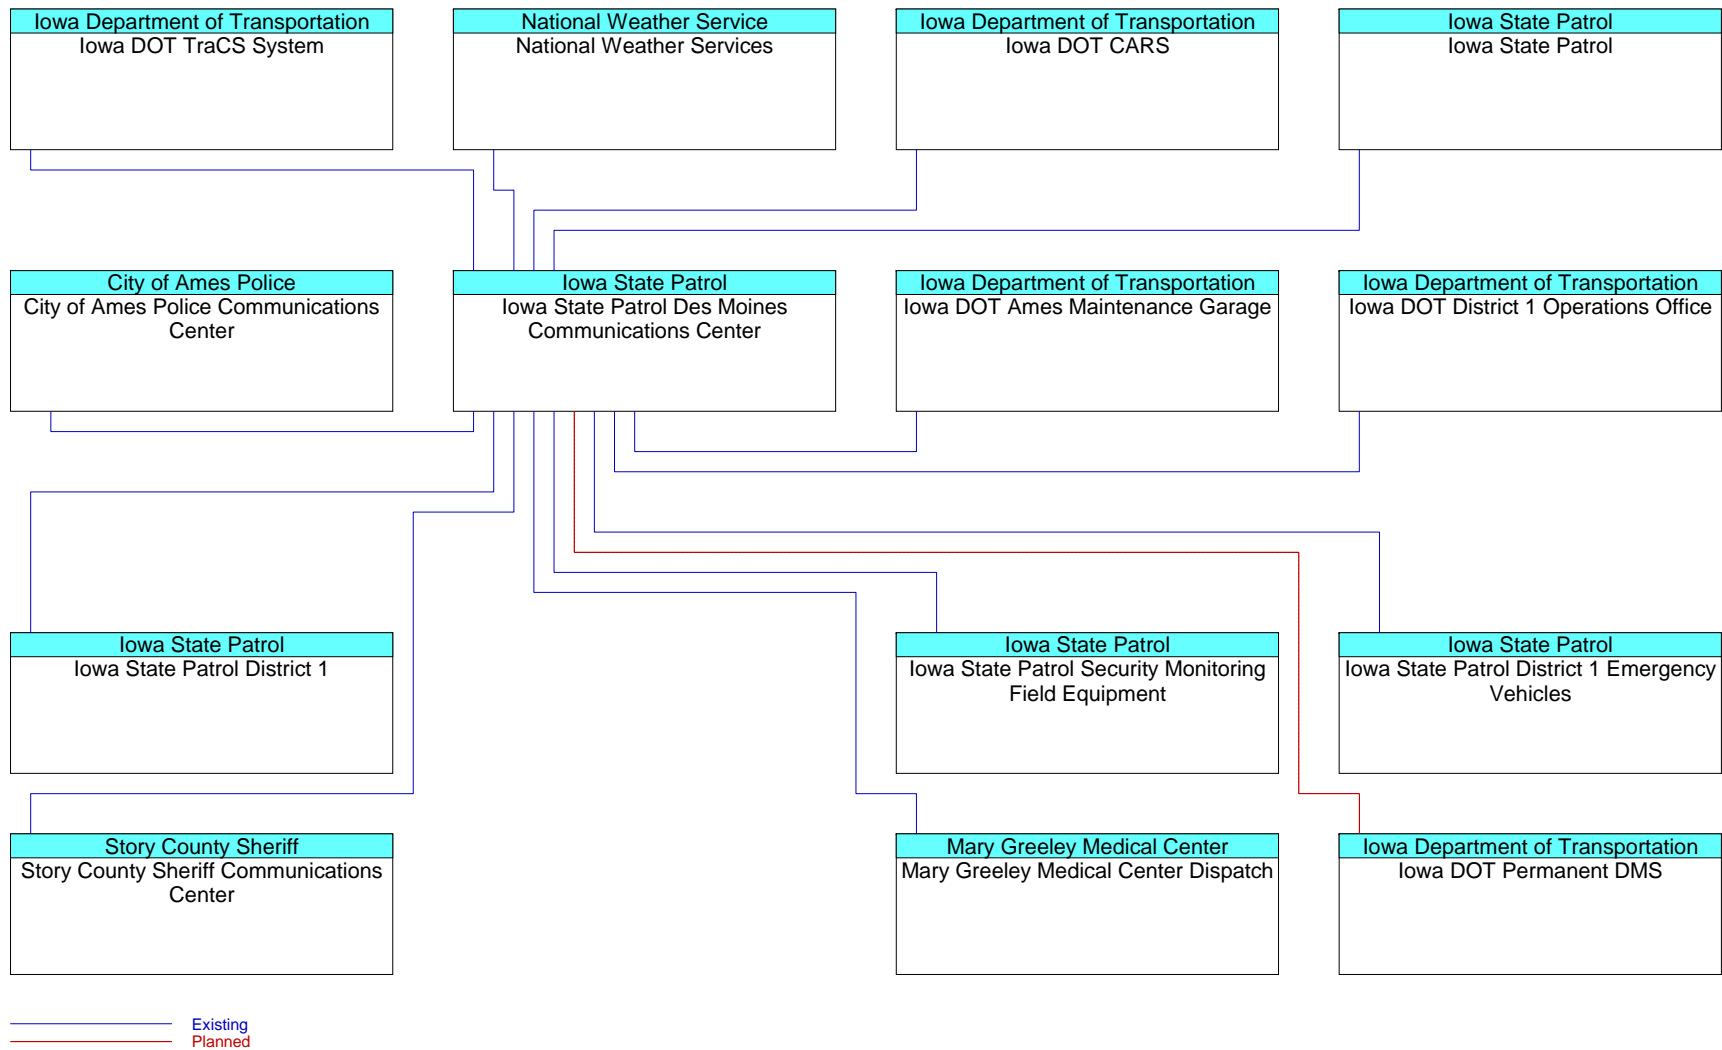 Iowa Department of Transportation
Iowa DOT TraCS System
National Weather Service
National Weather Services
Iowa Department of Transportation
Iowa DOT CARS
Iowa State Patrol
Iowa State Patrol
City of Ames Police
City of Ames Police Communications
Center
Iowa State Patrol
Iowa State Patrol Des Moines
Communications Center
Iowa Department of Transportation
Iowa DOT Ames Maintenance Garage
Iowa Department of Transportation
Iowa DOT District 1 Operations Office
Iowa State Patrol
Iowa State Patrol District 1
Iowa State Patrol
Iowa State Patrol Security Monitoring
Field Equipment
Iowa State Patrol
Iowa State Patrol District 1 Emergency
Vehicles
Story County Sheriff
Story County Sheriff Communications
Center
Mary Greeley Medical Center
Mary Greeley Medical Center Dispatch
Iowa Department of Transportation
Iowa DOT Permanent DMS
Existing
Planned